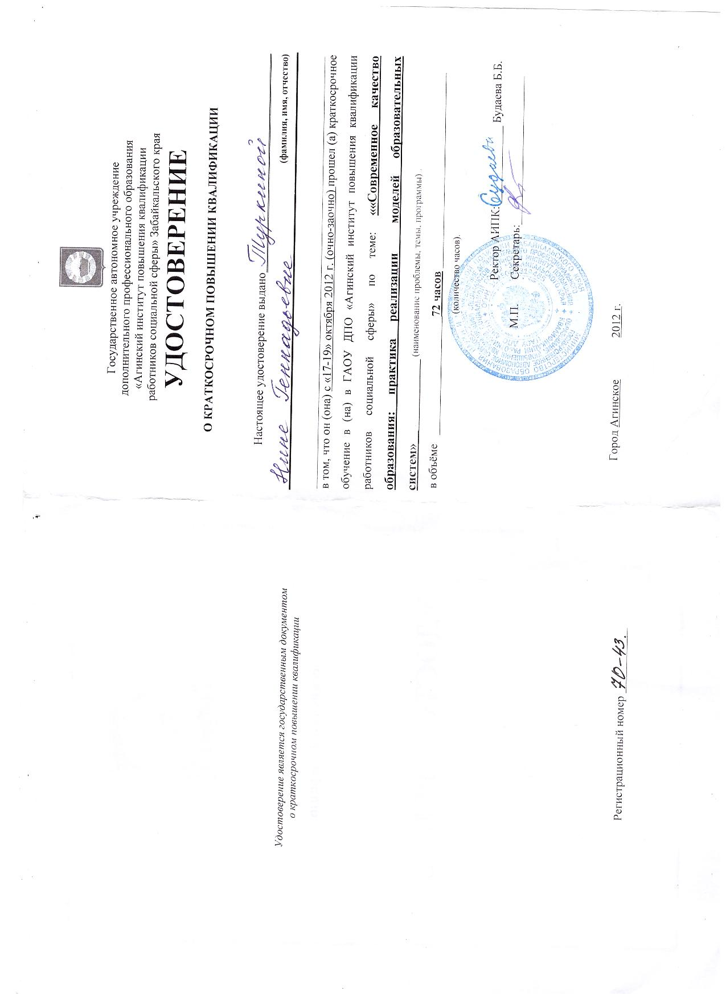 Удостоверение является государственным документом
о краткосрочном повышении квалификации
Регистрационный номер 70-43.
Государственное автономное учреждение
дополнительного профессионального образования
«Агинский институт повышения квалификации
работников социальной сферы» Забайкальского края
УДОСТОВЕРЕНИЕ
О КРАТКОСРОЧНОМ ПОВЫШЕНИИ КВАЛИФИКАЦИИ
Настоящее удостоверение выдано Туркиной
Нине Геннадьевне (фамилия, имя, отчество)
в том, что он (она) с «17-19» октября 2012 г. (очно-заочно) прошел (а) краткосрочное
обучение в (на) в ГАОУ ДПО «Агинский институт повышения квалификации
работников социальной сферы» по теме: ««Современное качество
образования: практика реализации моделей образовательных
систем» (наименование проблемы, темы, программы) .
в объёме 72 часов
(количество часов).
Ректор АИПК: Будаева Будаева Б.Б.
М.П. Секретарь:
Город Агинское 2012 г.